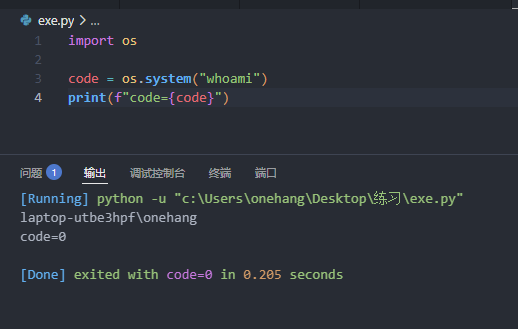 exe.py > ...
1 import os
2
3 code = os.system("whoami")
4 print(f"code={code}")
问题 1 输出 调试控制台 终端 端口
[Running] python -u "c:\Users\onehang\Desktop\练习\exe.py"
laptop-utbe3hpf\onehang
code=0
[Done] exited with code=0 in 0.205 seconds